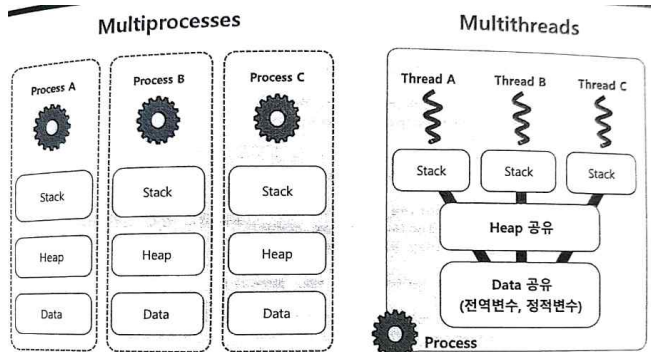 Multiprocesses
Process A
Process B
Process C
Stack
Stack
Stack
Heap
Heap
Heap
Data
Data
Data
Multithreads
Thread A
Thread B
Thread C
Stack
Stack
Stack
Heap 공유
Data 공유
(전역변수, 정적변수)
Process